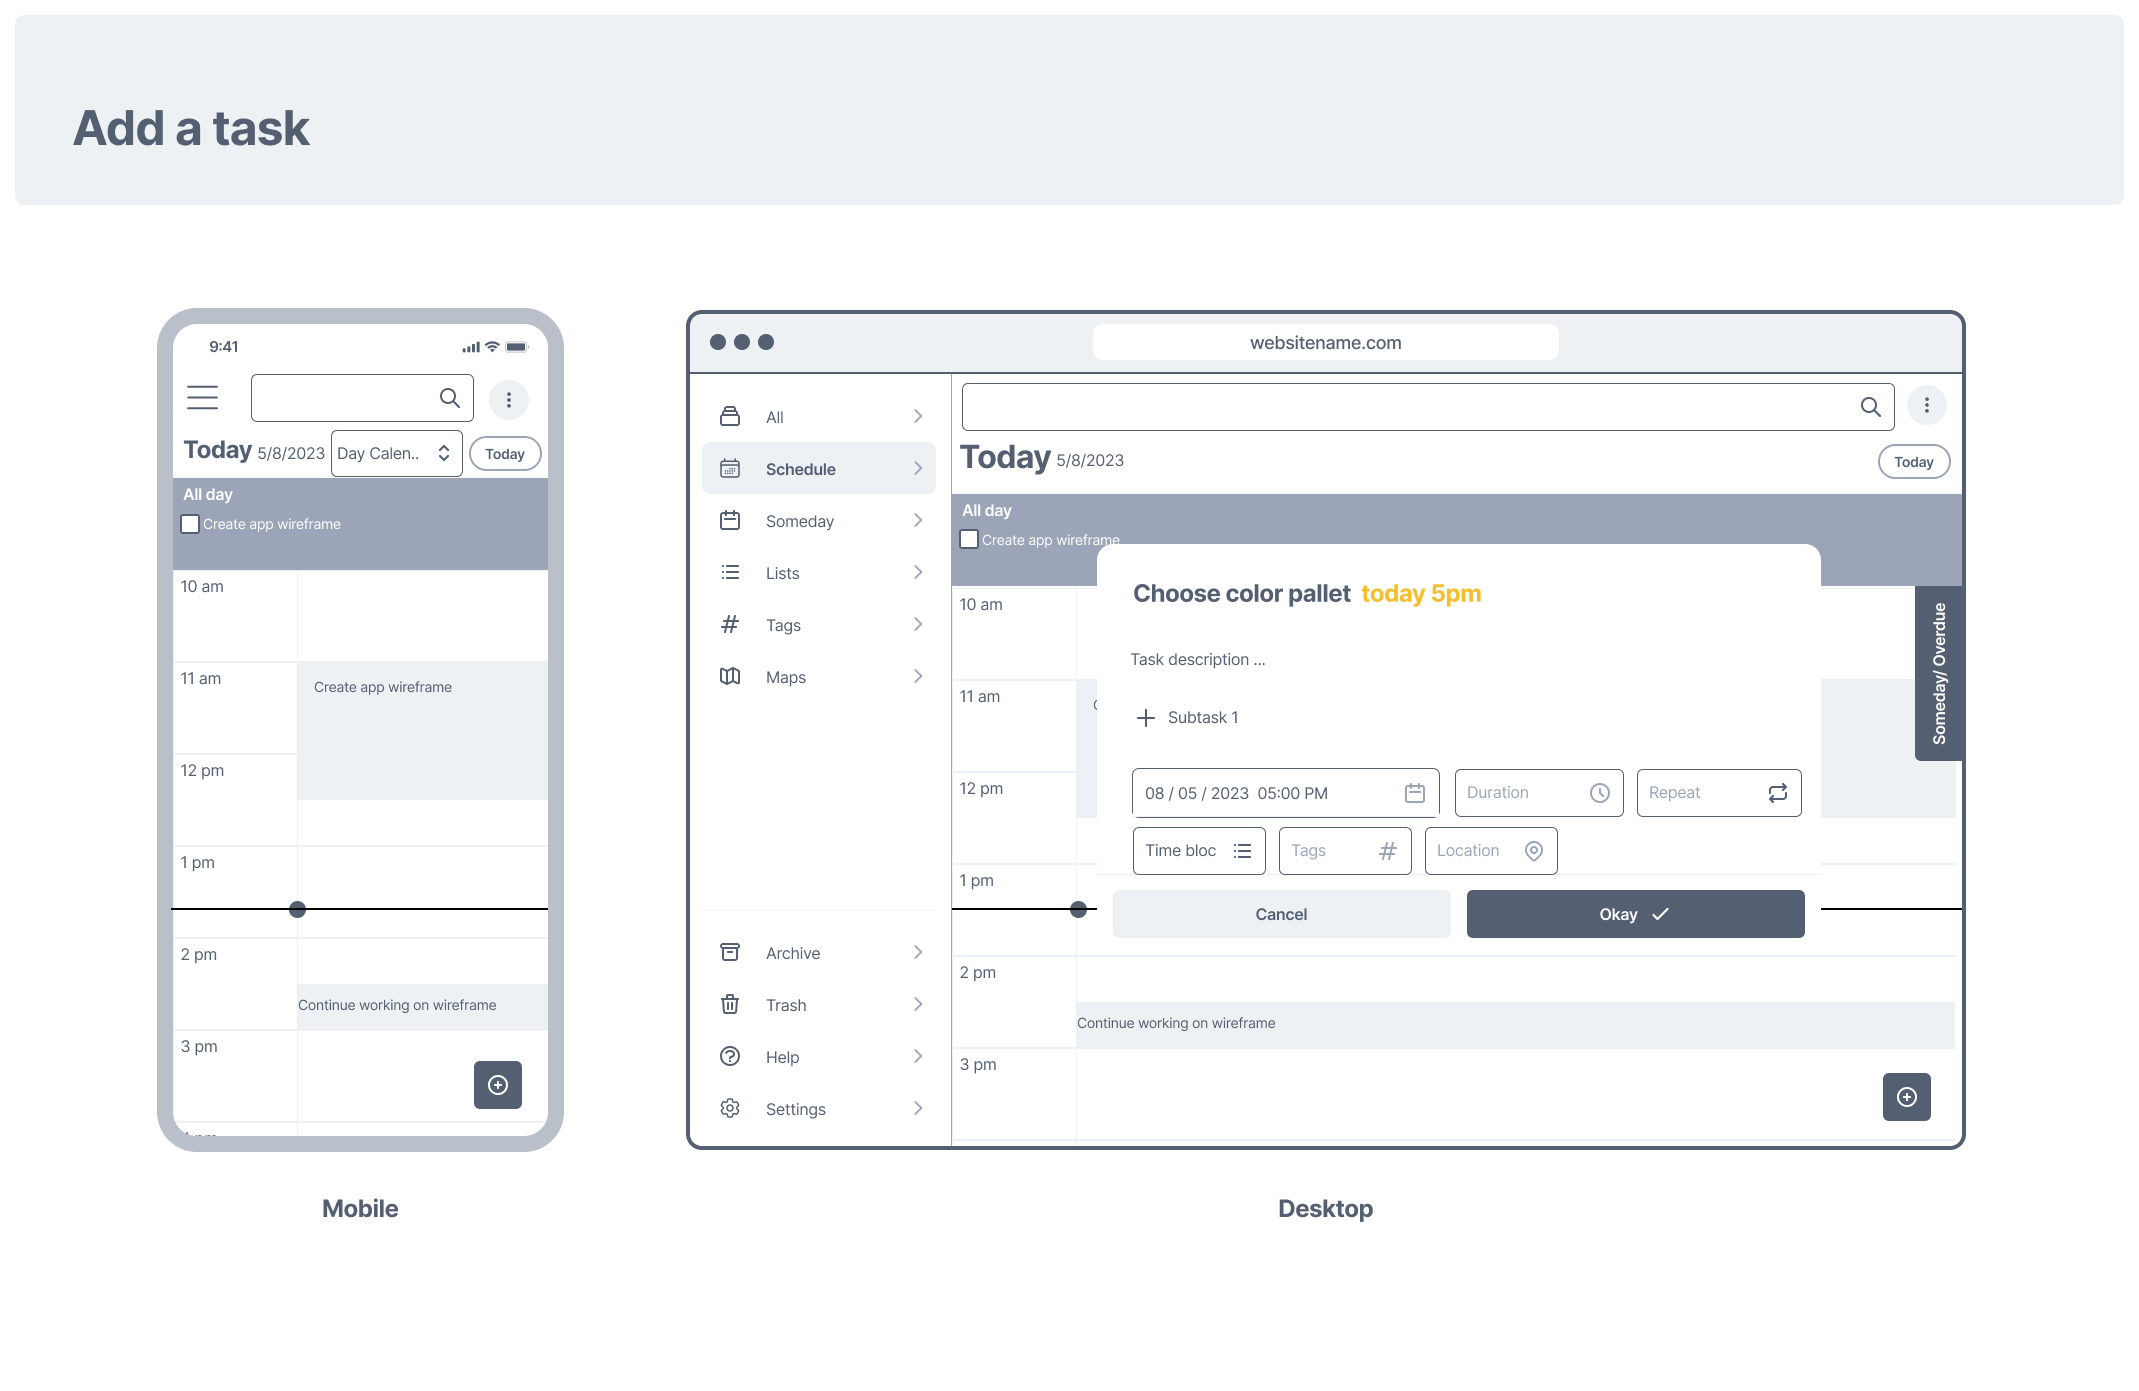 Add a task
9:41
Today 5/8/2023 Day Calen.. Today
All day
Create app wireframe
10 am
11 am
Create app wireframe
12 pm
1 pm
2 pm
Continue working on wireframe
3 pm
Mobile
websitename.com
All
Schedule
Someday
Lists
Tags
Maps
Archive
Trash
Help
Settings
Today 5/8/2023 Today
All day
Create app wireframe
10 am
11 am
12 pm
1 pm
2 pm
Continue working on wireframe
3 pm
Someday/ Overdue
Choose color pallet today 5pm
Task description ...
Subtask 1
08 / 05 / 2023 05:00 PM Duration Repeat
Time bloc Tags Location
Cancel Okay
Desktop